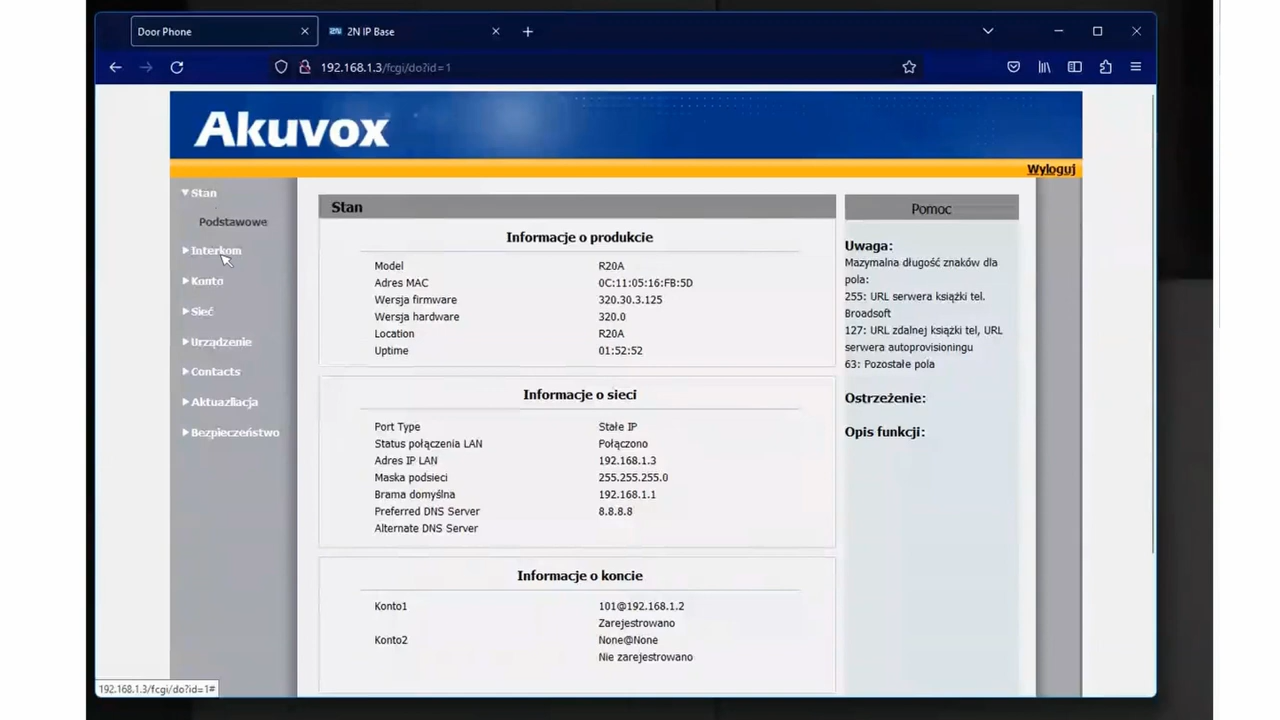 Door Phone
2N 2N IP Base
192.168.1.3/fcgi/do?id=1
Akuvox
Wyloguj
Stan
Podstawowe
Interkom
Konto
Sieć
Urządzenie
Contacts
Aktuazliacja
Bezpieczeństwo
Stan
Informacje o produkcie
Model R20A
Adres MAC 0C:11:05:16:FB:5D
Wersja firmware 320.30.3.125
Wersja hardware 320.0
Location R20A
Uptime 01:52:52
Informacje o sieci
Port Type Stałe IP
Status połączenia LAN Połączono
Adres IP LAN 192.168.1.3
Maska podsieci 255.255.255.0
Brama domyślna 192.168.1.1
Preferred DNS Server 8.8.8.8
Alternate DNS Server
Informacje o koncie
Konto1 101@192.168.1.2
Zarejestrowano
Konto2 None@None
Nie zarejestrowano
Pomoc
Uwaga:
Mazymalna długość znaków dla
pola:
255: URL serwera książki tel.
Broadsoft
127: URL zdalnej książki tel, URL
serwera autoprovisioningu
63: Pozostałe pola
Ostrzeżenie:
Opis funkcji:
192.168.1.3/fcgi/do?id=1#